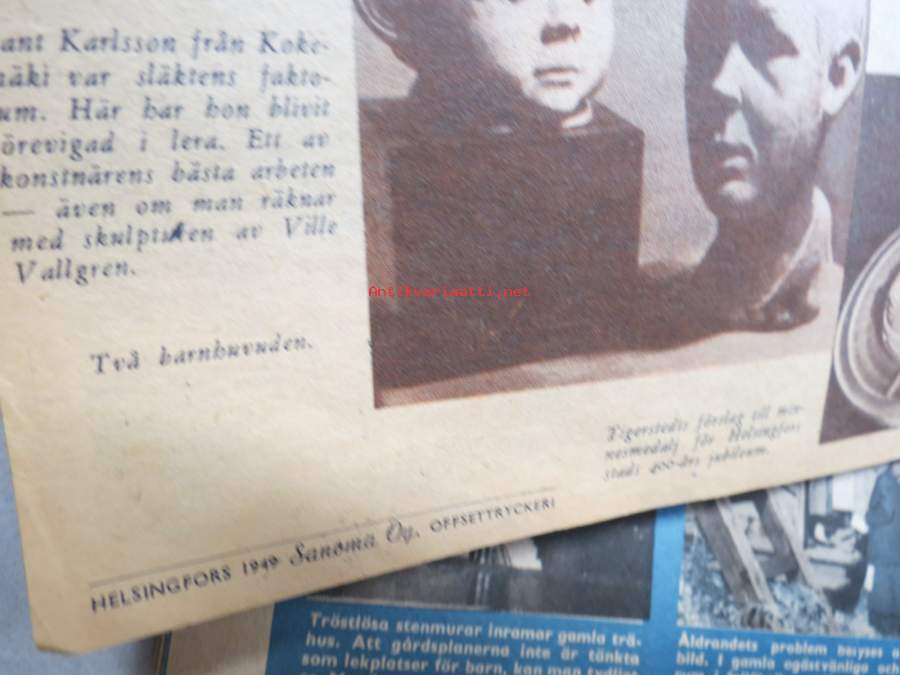 ant Karlsson från Koke-
mäki var släktens fakto-
um. Här har hon blivit
örevigad i lera. Ett av
konstnärens bästa arbeten
— även om man räknar
med skulpturen av Ville
Vallgren.
Två barnhuvuden.
Antikvariaatti.net
Tigerstedts förslag till min-
nesmedalj för Helsingfors
stads 400-års jubileum.
HELSINGFORS 1949 Sanoma Oy. OFFSETTRYCKERI
Tröstlösa stenmurar inramar gamla trä-
hus. Att gårdsplanerna inte är tänkta
som lekplatser för barn, kan man tydligt
Åldrandets problem belyses a
bild. I gamla